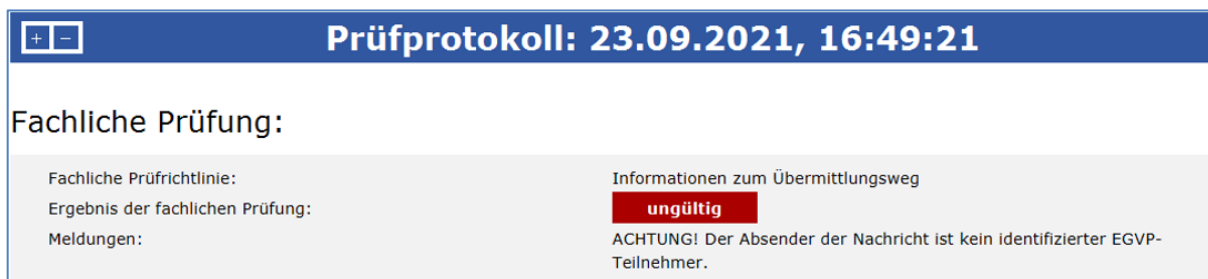 + -
Prüfprotokoll: 23.09.2021, 16:49:21
Fachliche Prüfung:
Fachliche Prüfrichtlinie: Informationen zum Übermittlungsweg
Ergebnis der fachlichen Prüfung: ungültig
Meldungen: ACHTUNG! Der Absender der Nachricht ist kein identifizierter EGVP-
Teilnehmer.